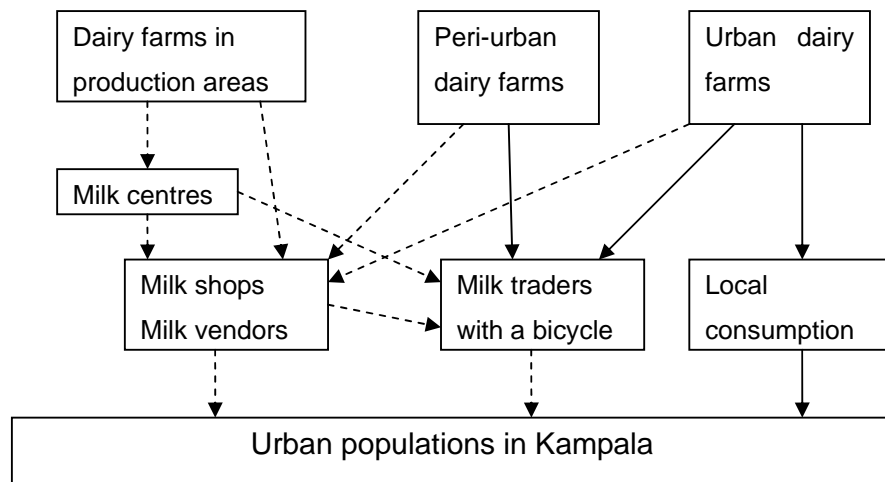 Dairy farms in
production areas
Peri-urban
dairy farms
Urban dairy
farms
Milk centres
Milk shops
Milk vendors
Milk traders
with a bicycle
Local
consumption
Urban populations in Kampala